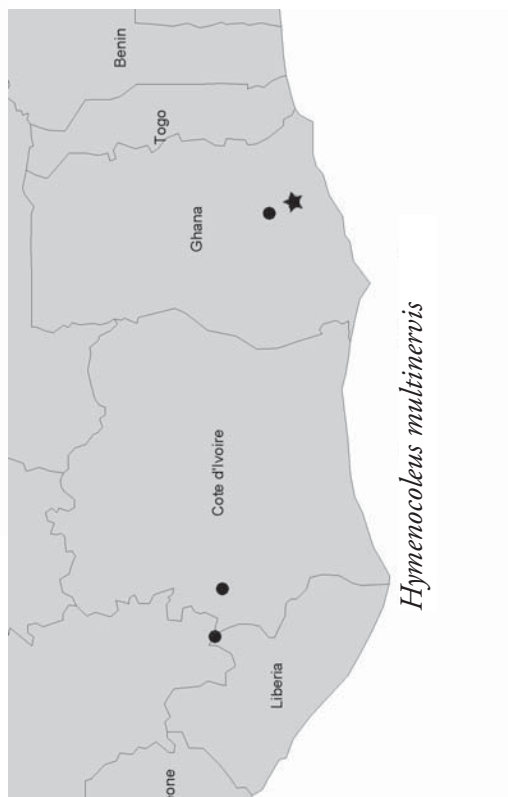 one
Liberia
Cote d'Ivoire
Ghana
Togo
Benin
Hymenocoleus multinervis